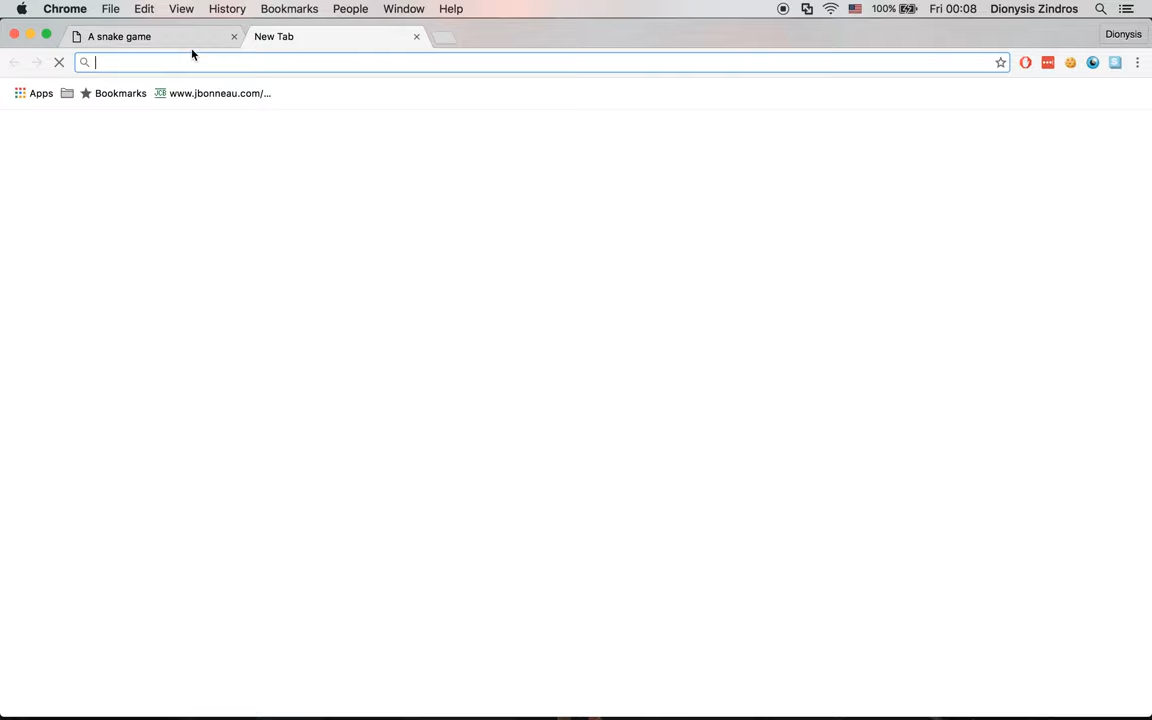 Chrome File Edit View History Bookmarks People Window Help 100% Fri 00:08 Dionysis Zindros
A snake game New Tab Dionysis
Apps Bookmarks JCB www.jbonneau.com/...